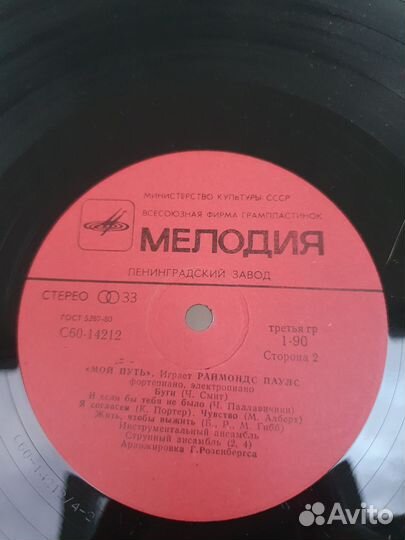 МИНИСТЕРСТВО КУЛЬТУРЫ СССР
ВСЕСОЮЗНАЯ ФИРМА ГРАМПЛАСТИНОК
МЕЛОДИЯ
ЛЕНИНГРАДСКИЙ ЗАВОД
СТЕРЕО 33
ГОСТ 5289-80
С60-14212
третья гр
1-90
Сторона 2
«МОЙ ПУТЬ». Играет РАЙМОНДС ПАУЛС
фортепиано, электропиано
Буги (Ч. Смит)
И если бы тебя не было (Ч. Паллавичини)
Я согласен (К. Портер). Чувство (М. Алберт)
Жить, чтобы выжить (Б., Р., М. Гибб)
Инструментальный ансамбль
Струнный ансамбль (2, 4)
Аранжировка Г. Розенбергса
Avito